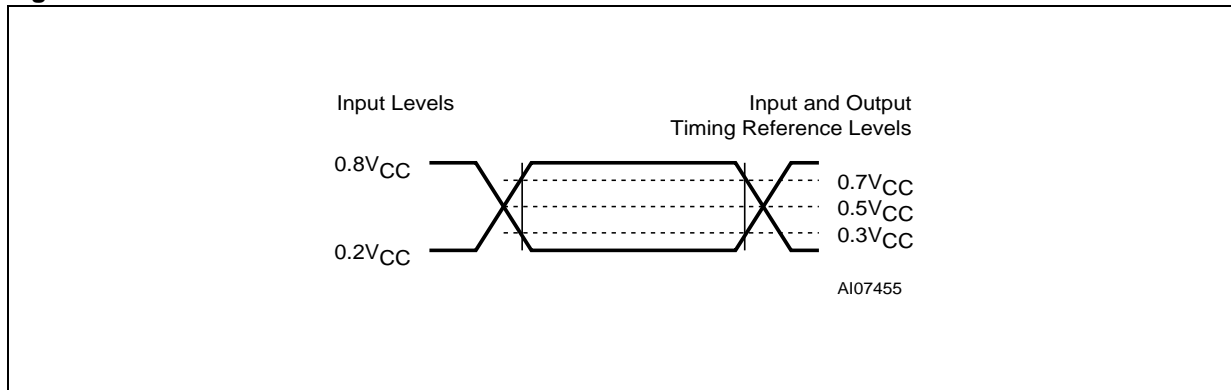 Input Levels
Input and Output
Timing Reference Levels
0.8VCC
0.7VCC
0.5VCC
0.3VCC
0.2VCC
AI07455